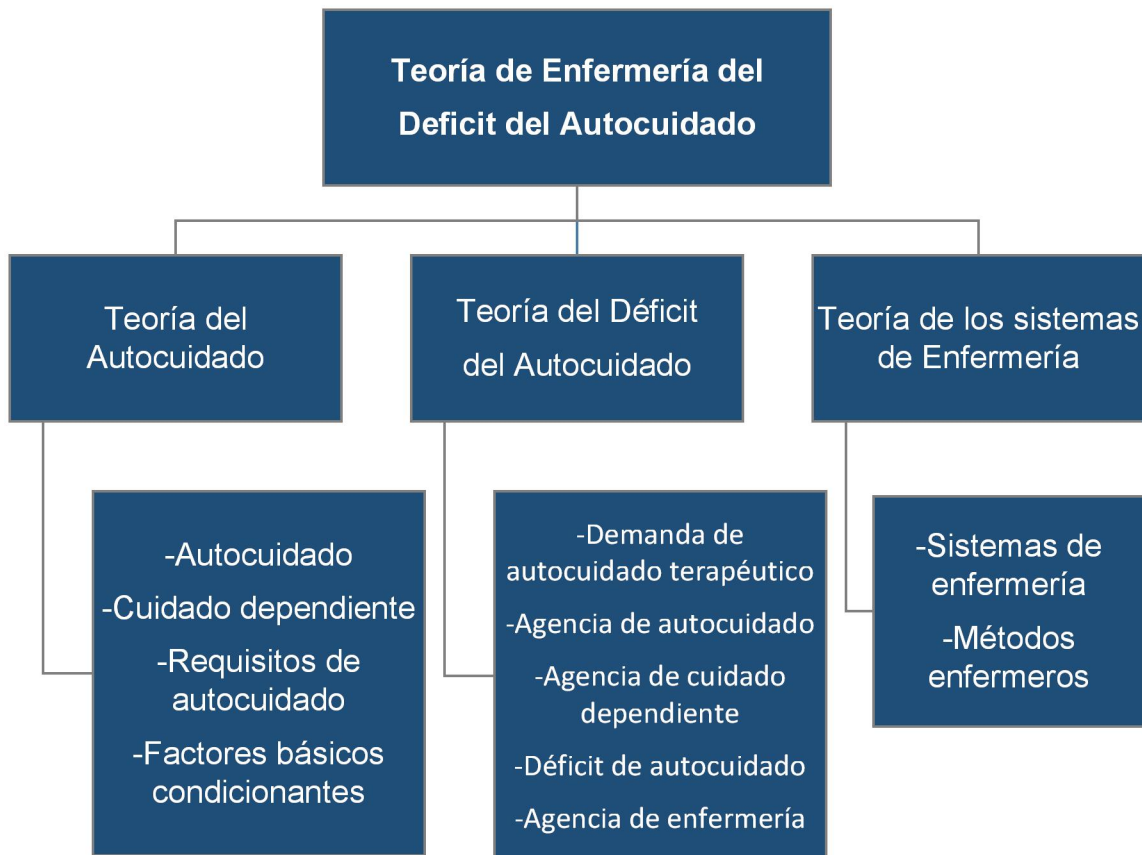 Teoría de Enfermería del
Deficit del Autocuidado
Teoría del
Autocuidado
Teoría del Déficit
del Autocuidado
Teoría de los sistemas
de Enfermería
-Autocuidado
-Cuidado dependiente
-Requisitos de
autocuidado
-Factores básicos
condicionantes
-Demanda de
autocuidado terapéutico
-Agencia de autocuidado
-Agencia de cuidado
dependiente
-Déficit de autocuidado
-Agencia de enfermería
-Sistemas de
enfermería
-Métodos
enfermeros